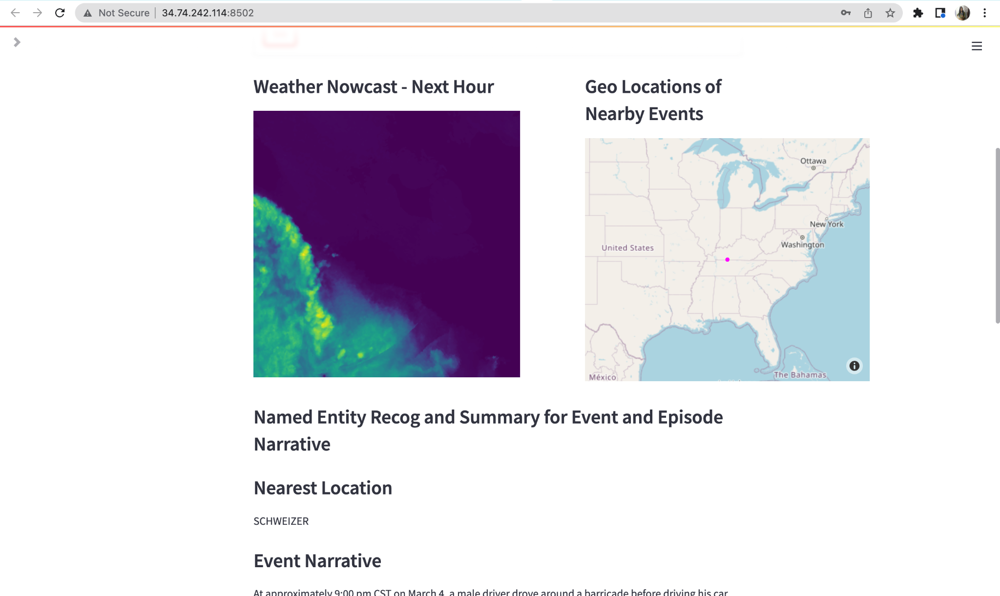 Not Secure | 34.74.242.114:8502
Weather Nowcast - Next Hour
Geo Locations of
Nearby Events
Ottawa
New York
Washington
United States
The Bahamas
México
Named Entity Recog and Summary for Event and Episode
Narrative
Nearest Location
SCHWEIZER
Event Narrative
At approximately 9:00 pm CST on March 4, a male driver drove around a barricade before driving his car